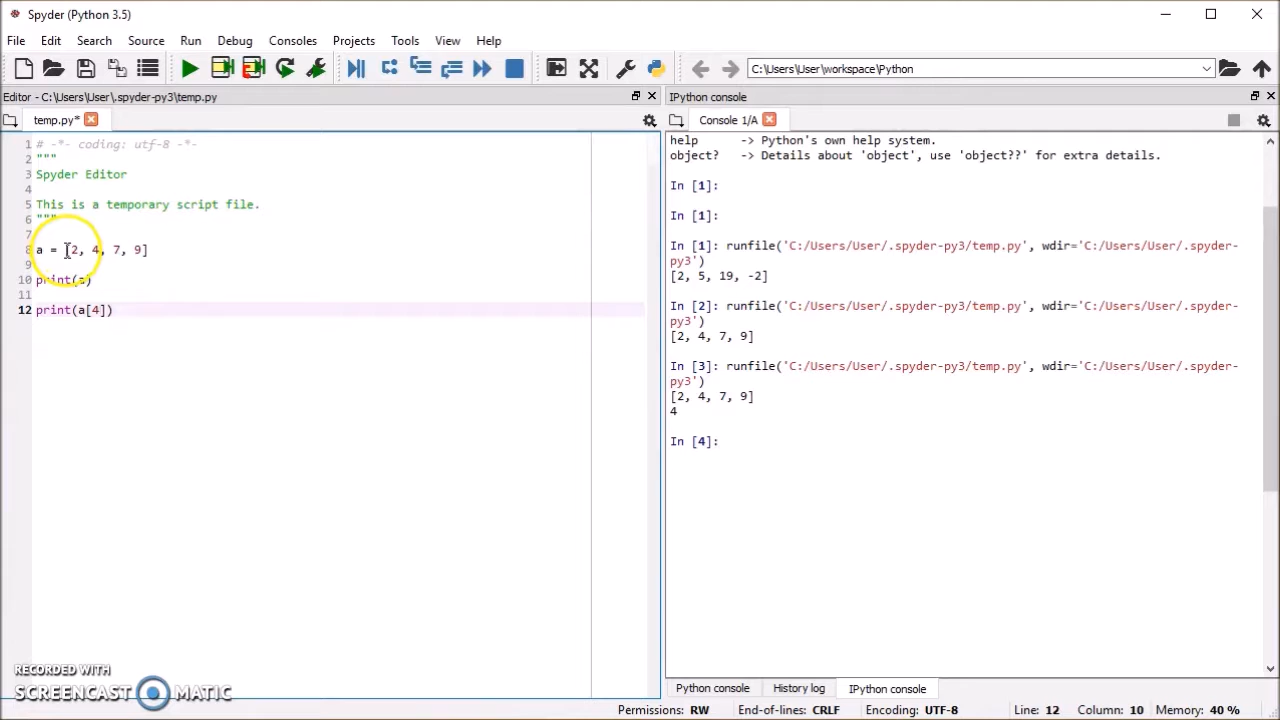 Spyder (Python 3.5)
File Edit Search Source Run Debug Consoles Projects Tools View Help
C:\Users\User\workspace\Python
Editor - C:\Users\User\.spyder-py3\temp.py
temp.py*
1 # -*- coding: utf-8 -*-
2 """
3 Spyder Editor
4
5 This is a temporary script file.
6 """
7
8 a = [2, 4, 7, 9]
9
10 print(a)
11
12 print(a[4])
IPython console
Console 1/A
help -> Python's own help system.
object? -> Details about 'object', use 'object??' for extra details.
In [1]:
In [1]:
In [1]: runfile('C:/Users/User/.spyder-py3/temp.py', wdir='C:/Users/User/.spyder-
py3')
[2, 5, 19, -2]
In [2]: runfile('C:/Users/User/.spyder-py3/temp.py', wdir='C:/Users/User/.spyder-
py3')
[2, 4, 7, 9]
In [3]: runfile('C:/Users/User/.spyder-py3/temp.py', wdir='C:/Users/User/.spyder-
py3')
[2, 4, 7, 9]
4
In [4]:
RECORDED WITH
SCREENCAST MATIC
Python console History log IPython console
Permissions: RW End-of-lines: CRLF Encoding: UTF-8 Line: 12 Column: 10 Memory: 40 %